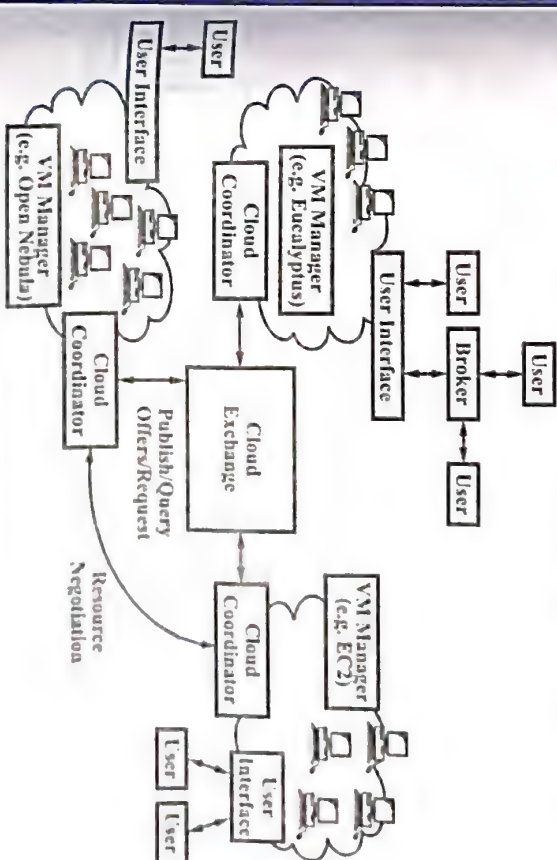 User
User
Broker
User
User Interface
VM Manager
(e.g. Eucalyptus)
Cloud
Coordinator
VM Manager
(e.g. EC2)
Cloud
Exchange
Cloud
Coordinator
User
Interface
User
User
Publish/Query
Offers/Request
Resource
Negotiation
User
User Interface
VM Manager
(e.g. Open Nebula)
Cloud
Coordinator